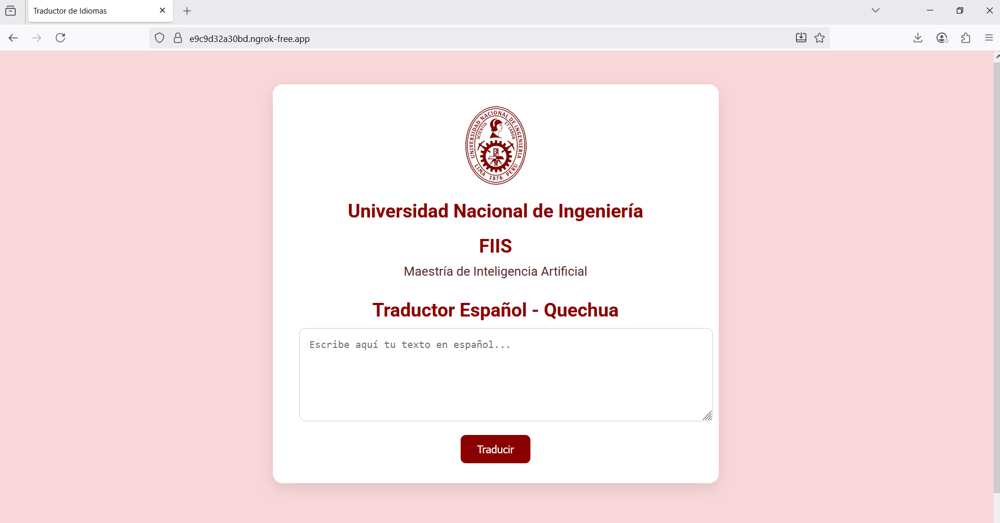 Traductor de Idiomas
e9c9d32a30bd.ngrok-free.app
UNIVERSIDAD NACIONAL DE INGENIERIA
SCIENTIA ET LABOR
LIMA 1876 PERU
Universidad Nacional de Ingeniería
FIIS
Maestría de Inteligencia Artificial
Traductor Español - Quechua
Escribe aquí tu texto en español...
Traducir